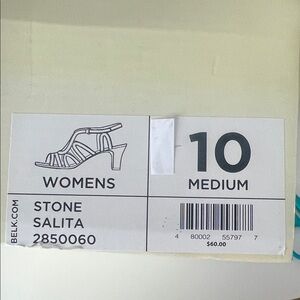 10
WOMENS
MEDIUM
BELK.COM
STONE
SALITA
2850060
4 80002 55797 7
$60.00